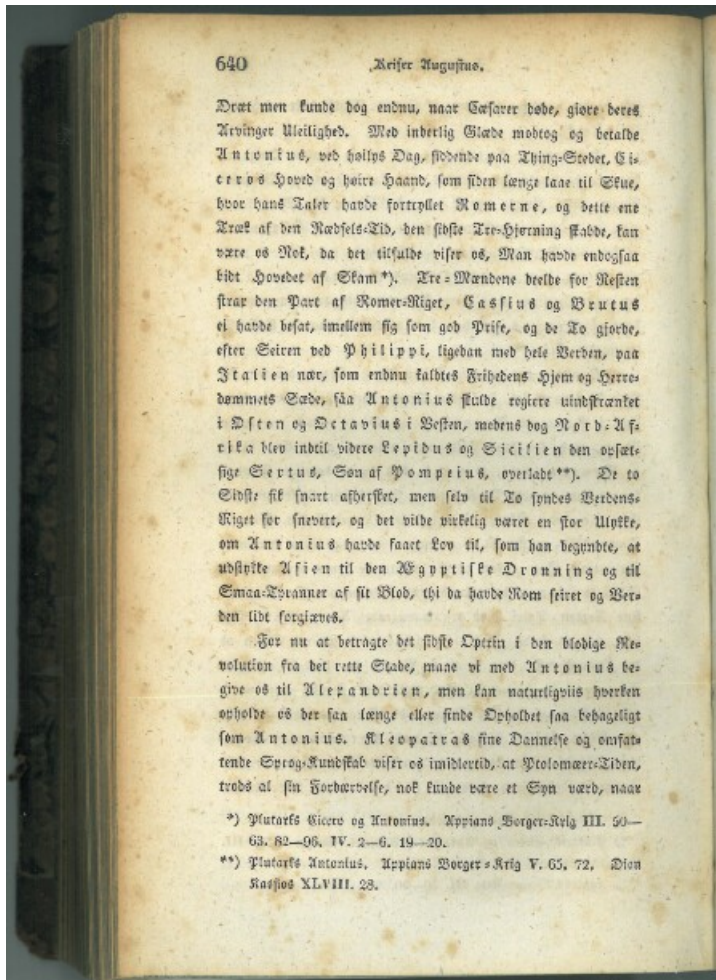 640
Keiser Augustus.
Dræt men kunde dog endnu, naar Cæsarer døde, giøre deres
Arvinger Uleilighed. Med inderlig Glæde modtog og betalde
Antonius, ved høilys Dag, siddende paa Thing-Stedet, Ci-
ceros Hoved og høire Haand, som siden længe laae til Skue,
hvor hans Taler havde fortryllet Romerne, og dette ene
Træk af den Rædsels-Tid, den sidste Tre-Hjørning skabde, kan
være os Nok, da det tilfulde viser os, Man havde endogsaa
bidt Hovedet af Skam*). Tre-Mændene deelde for Resten
strax den Part af Romer-Riget, Cassius og Brutus
ei havde besat, imellem sig som god Prise, og de To gjorde,
efter Seiren ved Philippi, ligedan med hele Verden, paa
Italien nær, som endnu kaldtes Frihedens Hjem og Herre-
dømmets Sæde, saa Antonius skulde regiere uindskrænket
i Østen og Octavius i Vesten, medens dog Nord-Af-
rika blev indtil videre Lepidus og Sicilien den opsæt-
sige Sextus, Søn af Pompeius, overladt**). De to
Sidste fik snart afhersket, men selv til To syndes Verdens-
Riget for snevert, og det vilde virkelig været en stor Ulykke,
om Antonius havde faaet Lov til, som han begyndte, at
udstykke Asien til den Ægyptiske Dronning og til
Smaa-Tyranner af sit Blod, thi da havde Rom seiret og Ver-
den lidt forgiæves.
For nu at betragte det sidste Optrin i den blodige Re-
volution fra det rette Stade, maae vi med Antonius be-
give os til Alexandrien, men kan naturligviis hverken
opholde os der saa længe eller finde Opholdet saa behageligt
som Antonius. Kleopatras fine Dannelse og omfat-
tende Sprog-Kundskab viser os imidlertid, at Ptolomæer-Tiden,
trods al sin Fordærvelse, nok kunde være et Syn værd, naar
*) Plutarks Cicero og Antonius. Appians Borger-Krig III. 50—
63. 82—96. IV. 2—6. 19—20.
**) Plutarks Antonius. Appians Borger-Krig V. 65. 72. Dion
Kassios XLVIII. 28.